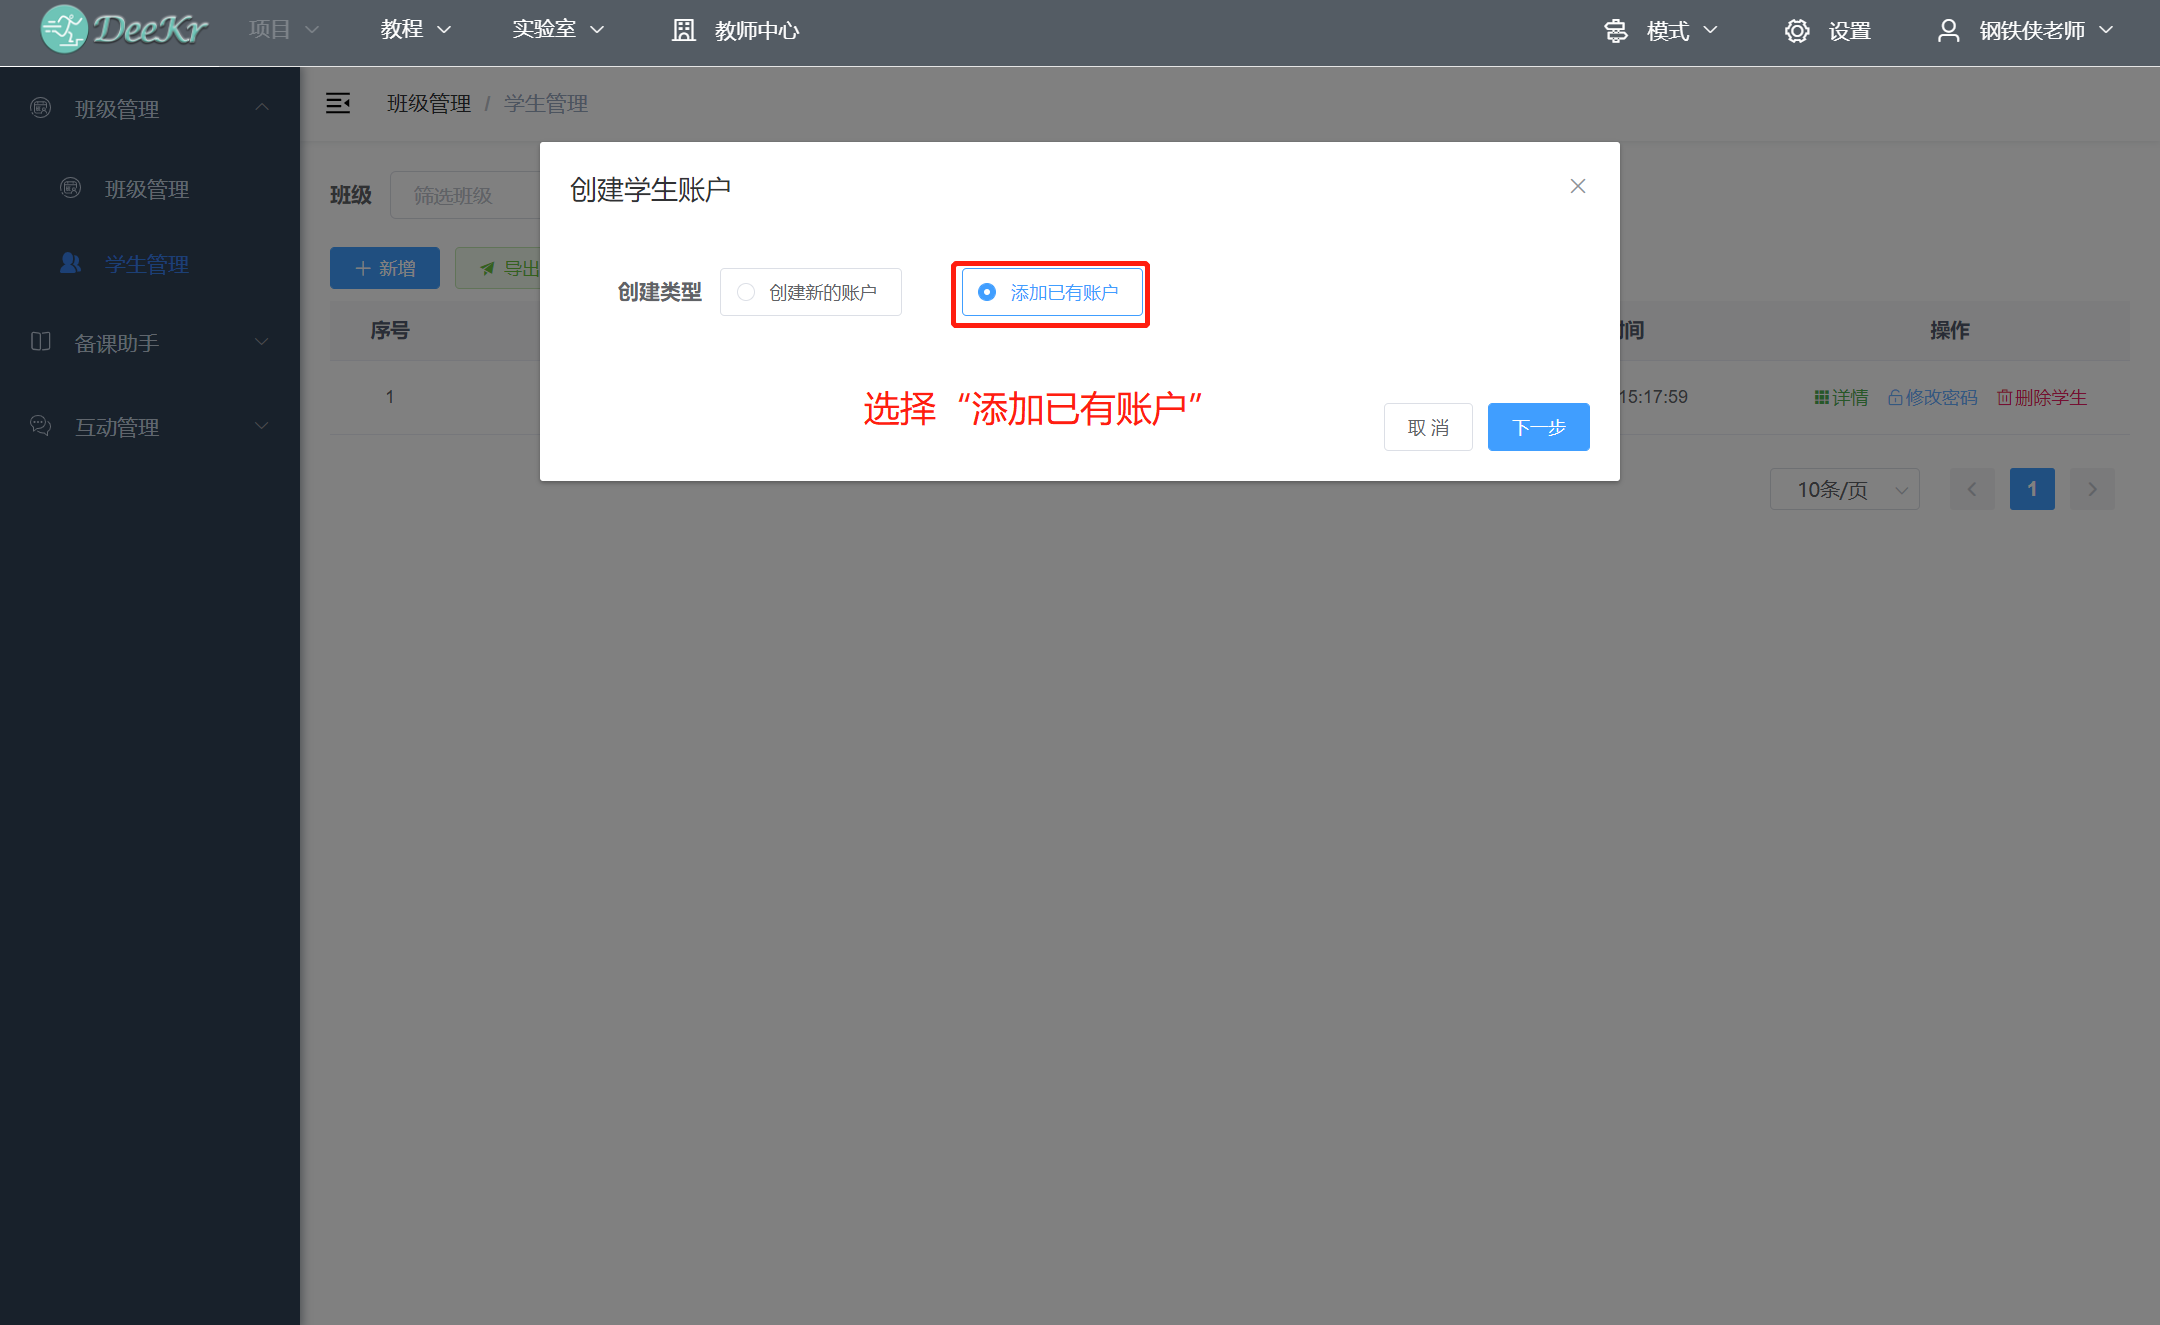 DeeKr 项目 教程 实验室 教师中心 模式 设置 钢铁侠老师
班级管理
班级管理
学生管理
备课助手
互动管理
班级管理 / 学生管理
班级 筛选班级
新增 导出
序号 间 操作
1 15:17:59 详情 修改密码 删除学生
10条/页 1
创建学生账户
创建类型 创建新的账户 添加已有账户
选择“添加已有账户”
取消 下一步